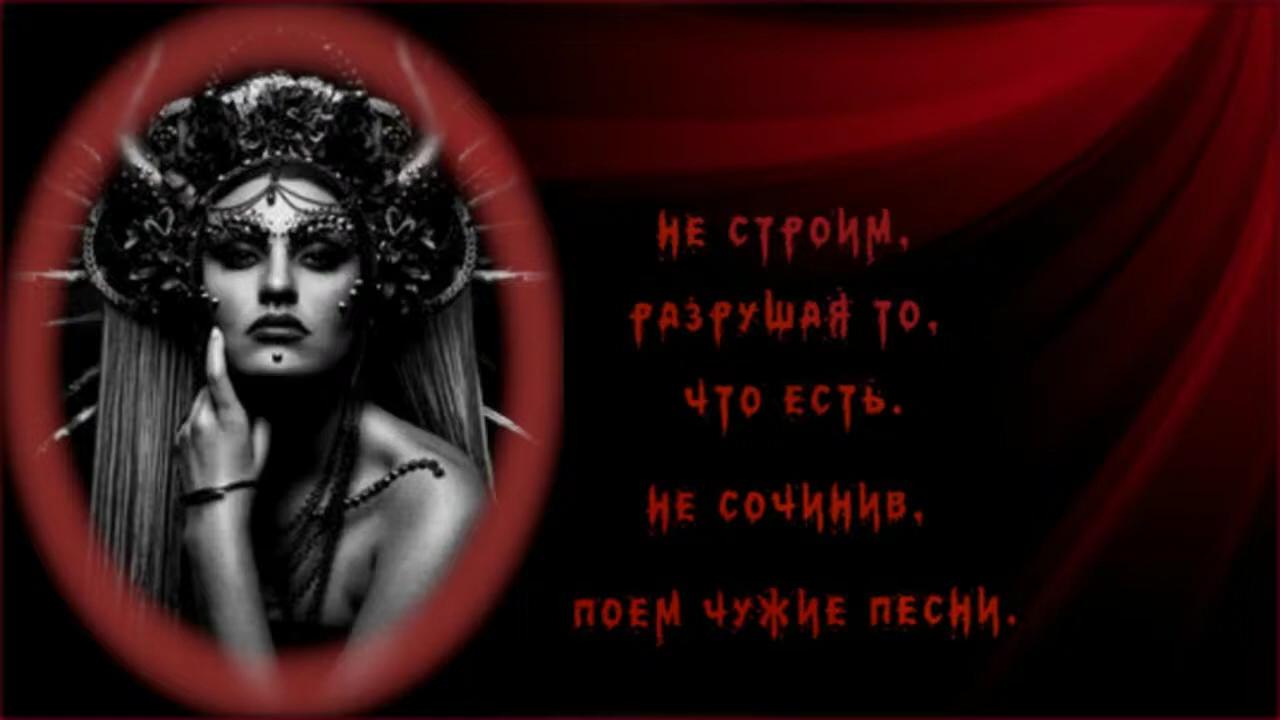 НЕ СТРОИМ,
РАЗРУШАЯ ТО,
ЧТО ЕСТЬ.
НЕ СОЧИНИВ,
ПОЕМ ЧУЖИЕ ПЕСНИ.